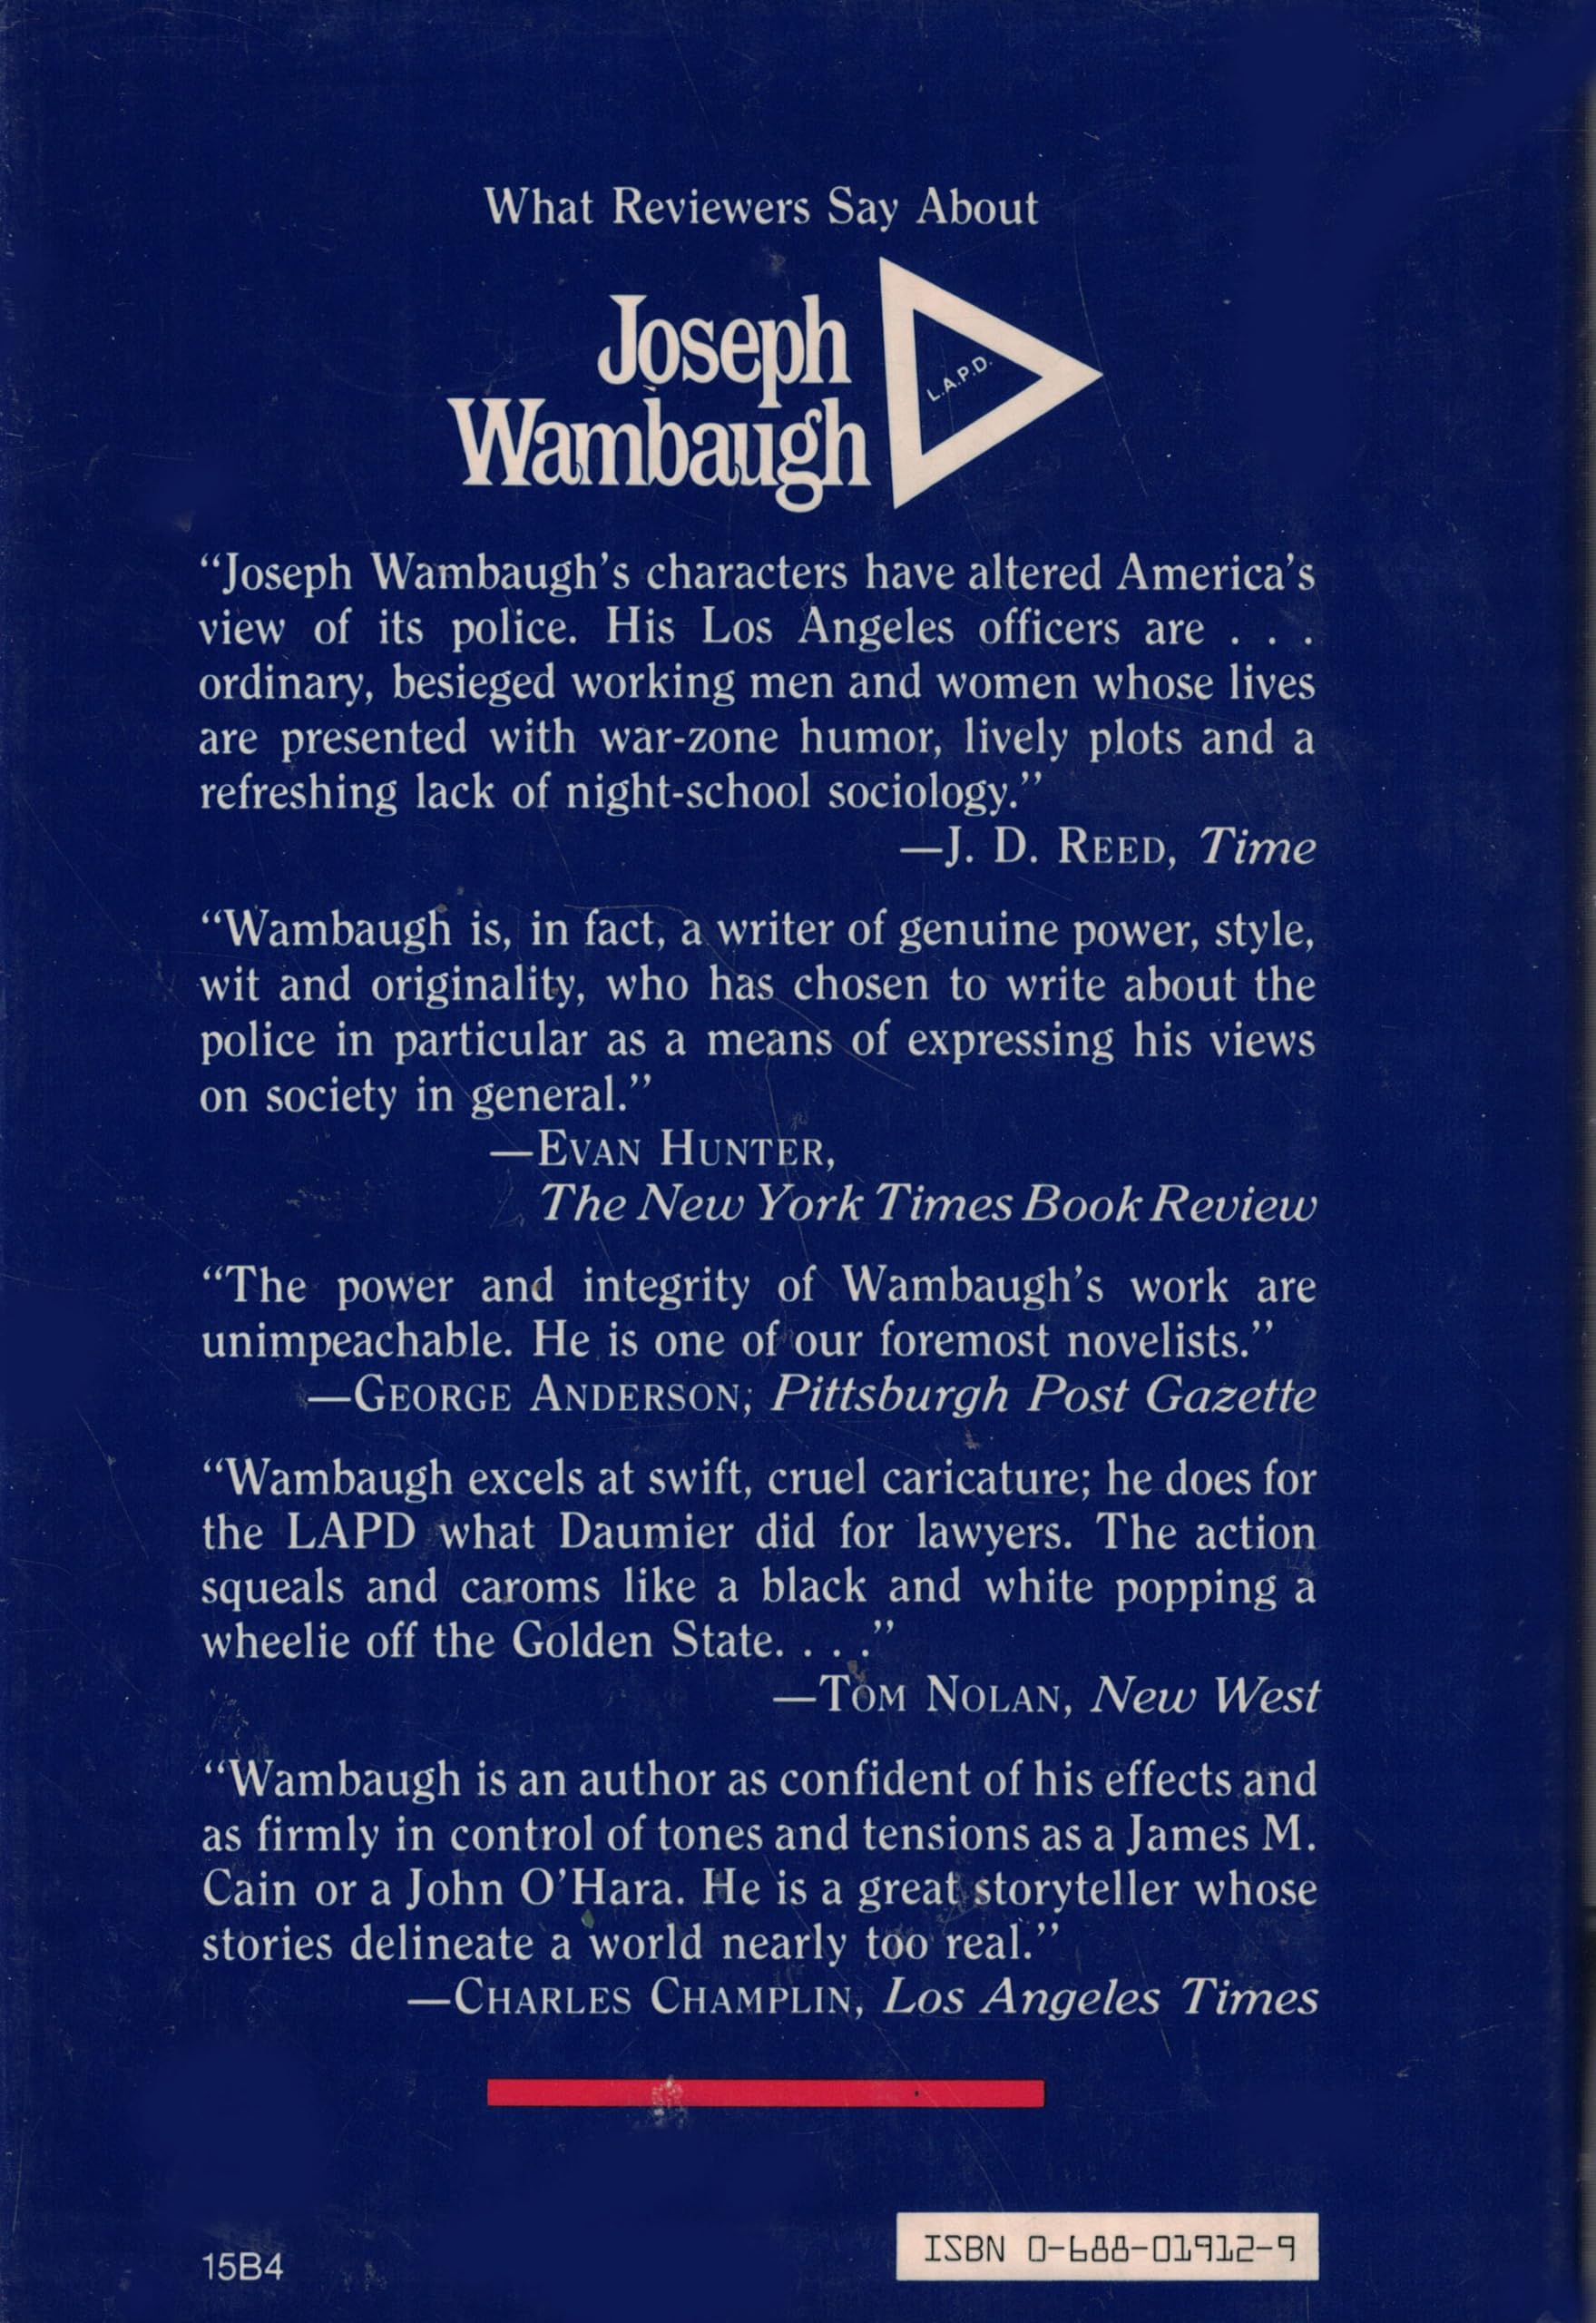 What Reviewers Say About
Joseph
Wambaugh
L.A.P.D.
“Joseph Wambaugh’s characters have altered America’s
view of its police. His Los Angeles officers are . . .
ordinary, besieged working men and women whose lives
are presented with war-zone humor, lively plots and a
refreshing lack of night-school sociology.”
—J. D. REED, Time
“Wambaugh is, in fact, a writer of genuine power, style,
wit and originality, who has chosen to write about the
police in particular as a means of expressing his views
on society in general.”
—EVAN HUNTER,
The New York Times Book Review
“The power and integrity of Wambaugh’s work are
unimpeachable. He is one of our foremost novelists.”
—GEORGE ANDERSON; Pittsburgh Post Gazette
“Wambaugh excels at swift, cruel caricature; he does for
the LAPD what Daumier did for lawyers. The action
squeals and caroms like a black and white popping a
wheelie off the Golden State. . . .”
—TOM NOLAN, New West
“Wambaugh is an author as confident of his effects and
as firmly in control of tones and tensions as a James M.
Cain or a John O’Hara. He is a great storyteller whose
stories delineate a world nearly too real.”
—CHARLES CHAMPLIN, Los Angeles Times
ISBN 0-688-01912-9
15B4